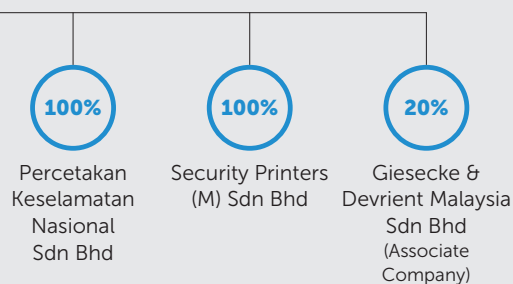 100%
Percetakan
Keselamatan
Nasional
Sdn Bhd
100%
Security Printers
(M) Sdn Bhd
20%
Giesecke &
Devrient Malaysia
Sdn Bhd
(Associate
Company)